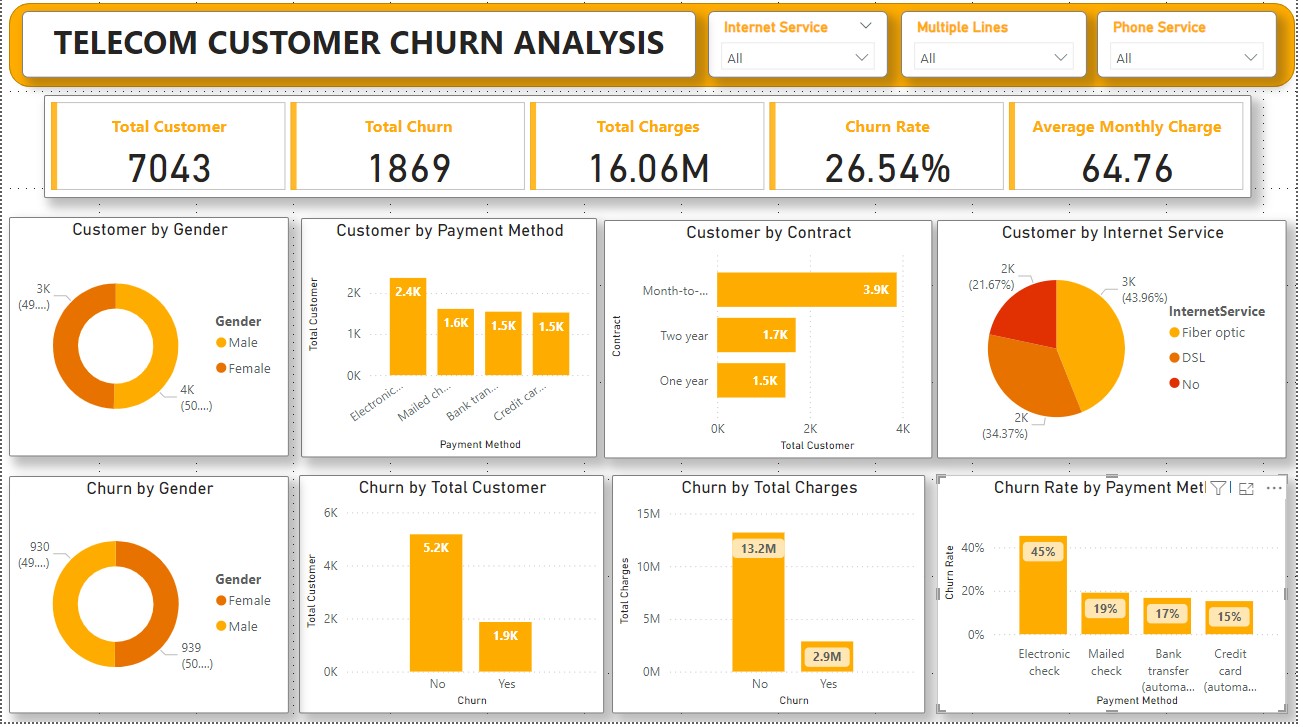 TELECOM CUSTOMER CHURN ANALYSIS
Internet Service
All
Multiple Lines
All
Phone Service
All
Total Customer
7043
Total Churn
1869
Total Charges
16.06M
Churn Rate
26.54%
Average Monthly Charge
64.76
Customer by Gender
3K
(49....)
Gender
Male
Female
4K
(50....)
Customer by Payment Method
Total Customer
2K
1K
0K
2.4K
1.6K
1.5K
1.5K
Electronic...
Mailed ch...
Bank tran...
Credit car...
Payment Method
Customer by Contract
Contract
Month-to-...
3.9K
Two year
1.7K
One year
1.5K
0K
2K
4K
Total Customer
Customer by Internet Service
2K
(21.67%)
3K
(43.96%)
InternetService
Fiber optic
DSL
No
2K
(34.37%)
Churn by Gender
930
(49....)
Gender
Female
Male
939
(50....)
Churn by Total Customer
Total Customer
6K
4K
2K
0K
5.2K
1.9K
No
Yes
Churn
Churn by Total Charges
Total Charges
15M
10M
5M
0M
13.2M
2.9M
No
Yes
Churn
Churn Rate by Payment Met
Churn Rate
40%
20%
0%
45%
19%
17%
15%
Electronic
check
Mailed
check
Bank
transfer
(automa...
Credit
card
(automa...
Payment Method